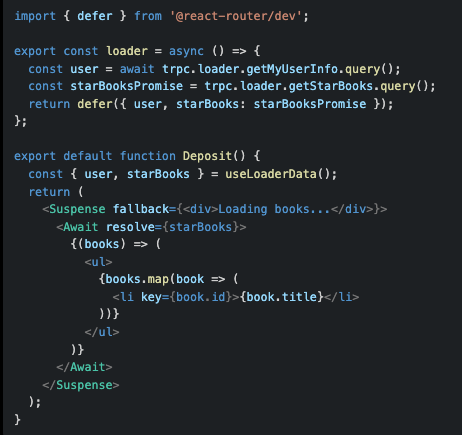 import { defer } from '@react-router/dev';

export const loader = async () => {
  const user = await trpc.loader.getMyUserInfo.query();
  const starBooksPromise = trpc.loader.getStarBooks.query();
  return defer({ user, starBooks: starBooksPromise });
};

export default function Deposit() {
  const { user, starBooks } = useLoaderData();
  return (
    <Suspense fallback={<div>Loading books...</div>}>
      <Await resolve={starBooks}>
        {(books) => (
          <ul>
            {books.map(book => (
              <li key={book.id}>{book.title}</li>
            ))}
          </ul>
        )}
      </Await>
    </Suspense>
  );
}